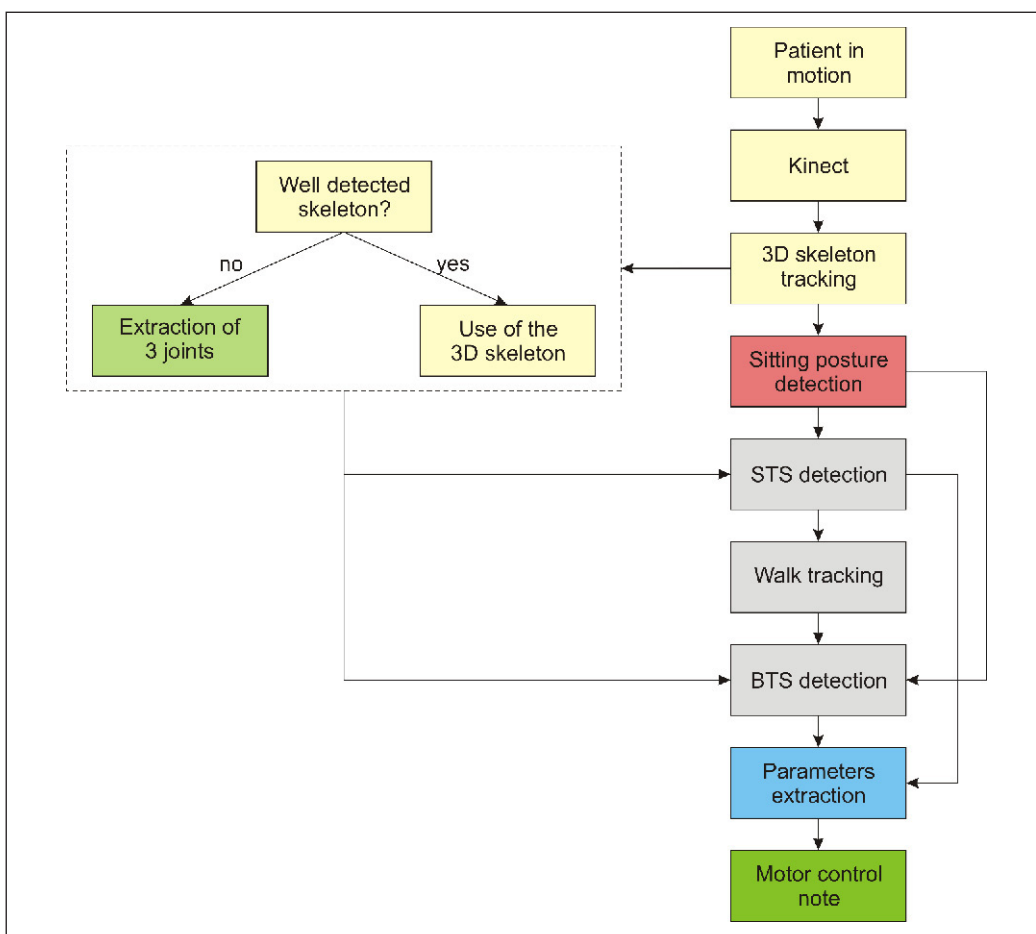 Patient in
motion
Kinect
3D skeleton
tracking
Well detected
skeleton?
no
yes
Extraction of
3 joints
Use of the
3D skeleton
Sitting posture
detection
STS detection
Walk tracking
BTS detection
Parameters
extraction
Motor control
note